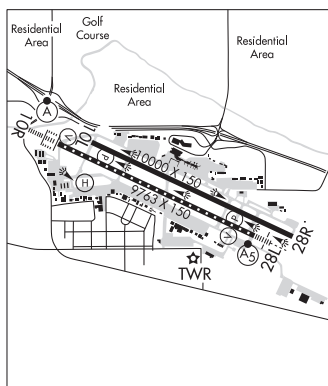 Residential
Area
Golf
Course
Residential
Area
Residential
Area
A
10R
V
10L
P
10000 X 150
H
9763 X 150
P
V
28R
28L
A5
TWR